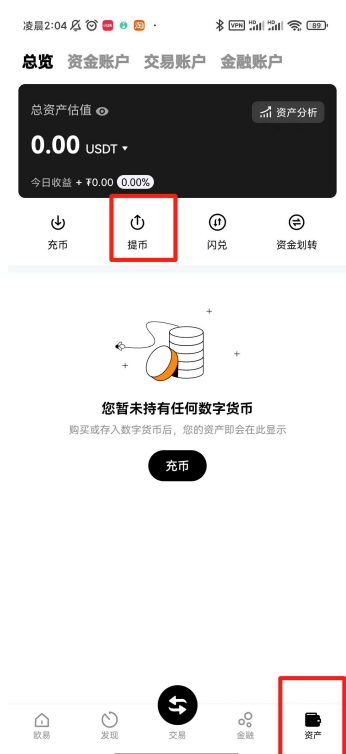 凌晨2:04
VPN HD HD 89
总览 资金账户 交易账户 金融账户
总资产估值
资产分析
0.00 USDT
今日收益 + ₮0.00 0.00%
充币 提币 闪兑 资金划转
您暂未持有任何数字货币
购买或存入数字货币后，您的资产即会在此显示
充币
欧易 发现 交易 金融 资产